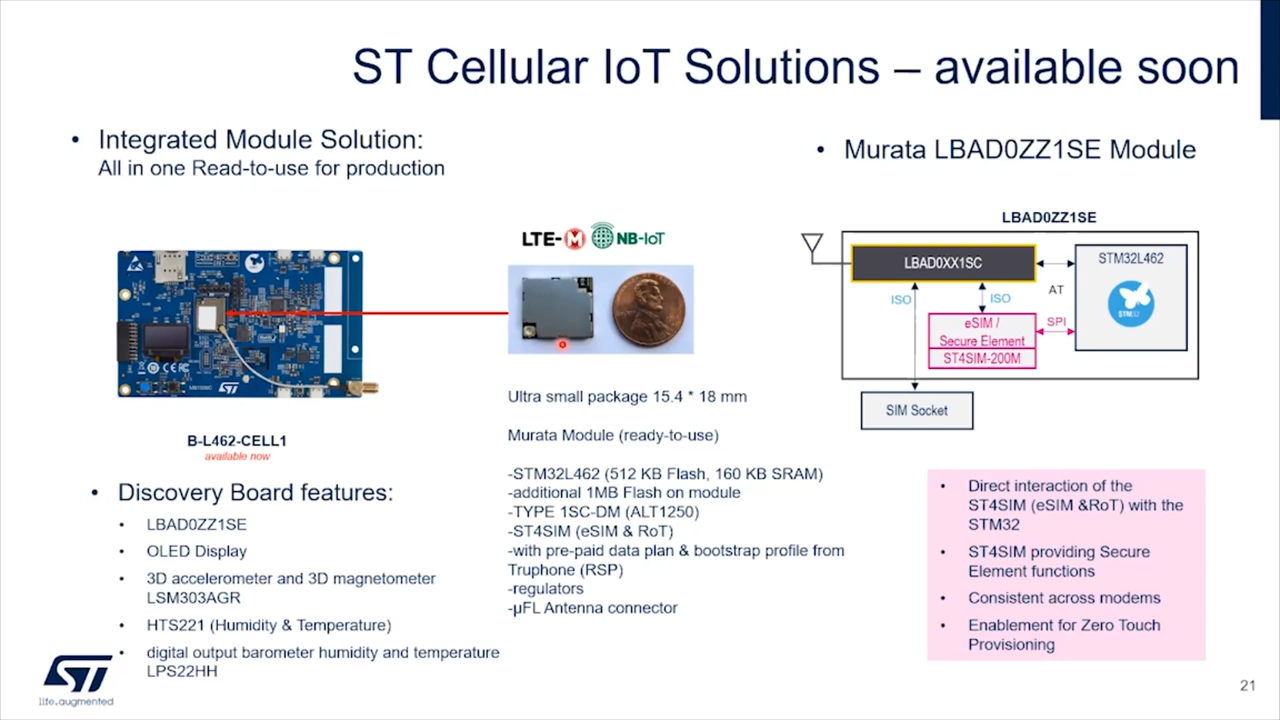 ST Cellular IoT Solutions – available soon
• Integrated Module Solution:
All in one Read-to-use for production
LTE-M NB-IoT
B-L462-CELL1
available now
• Discovery Board features:
• LBAD0ZZ1SE
• OLED Display
• 3D accelerometer and 3D magnetometer
LSM303AGR
• HTS221 (Humidity & Temperature)
• digital output barometer humidity and temperature
LPS22HH
Ultra small package 15.4 * 18 mm
Murata Module (ready-to-use)
-STM32L462 (512 KB Flash, 160 KB SRAM)
-additional 1MB Flash on module
-TYPE 1SC-DM (ALT1250)
-ST4SIM (eSIM & RoT)
-with pre-paid data plan & bootstrap profile from
Truphone (RSP)
-regulators
-µFL Antenna connector
• Murata LBAD0ZZ1SE Module
LBAD0ZZ1SE
LBAD0XX1SC
STM32L462
AT
ISO
ISO
STM32
eSIM /
Secure Element
SPI
ST4SIM-200M
SIM Socket
• Direct interaction of the
ST4SIM (eSIM &RoT) with the
STM32
• ST4SIM providing Secure
Element functions
• Consistent across modems
• Enablement for Zero Touch
Provisioning
ST
life.augmented
21